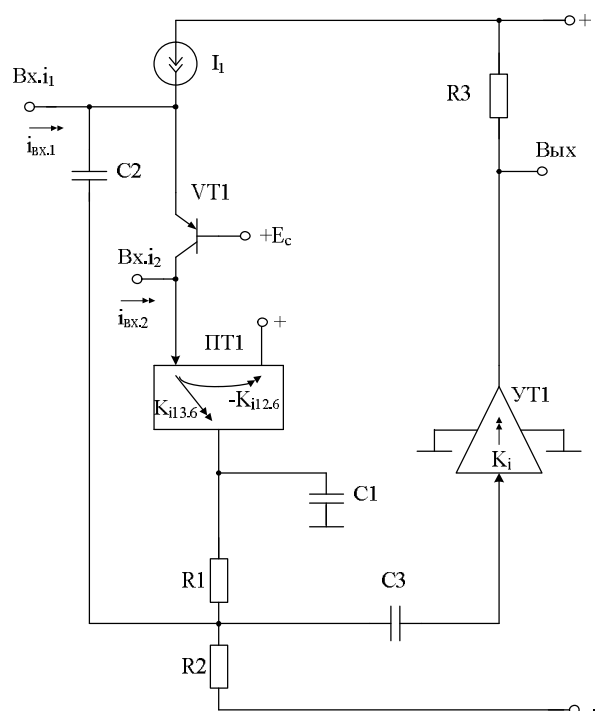 +
I₁
R3
Вх.i₁
iвх.1
C2
Вых
VT1
+Eс
Вх.i₂
iвх.2
+
ПТ1
УТ1
Ki13.6
-Ki12.6
Ki
C1
R1
C3
R2
-